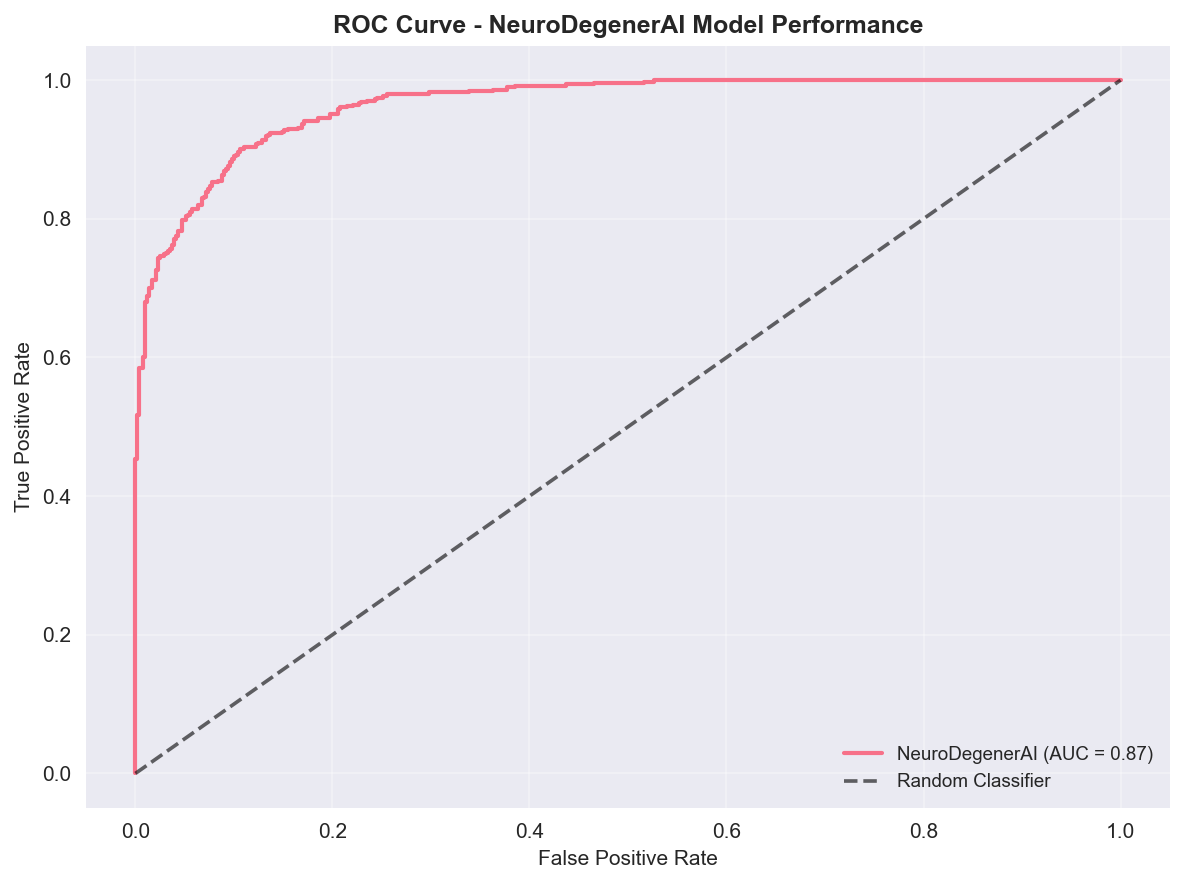 ROC Curve - NeuroDegenerAI Model Performance
True Positive Rate
1.0
0.8
0.6
0.4
0.2
0.0
NeuroDegenerAI (AUC = 0.87)
Random Classifier
0.0 0.2 0.4 0.6 0.8 1.0
False Positive Rate